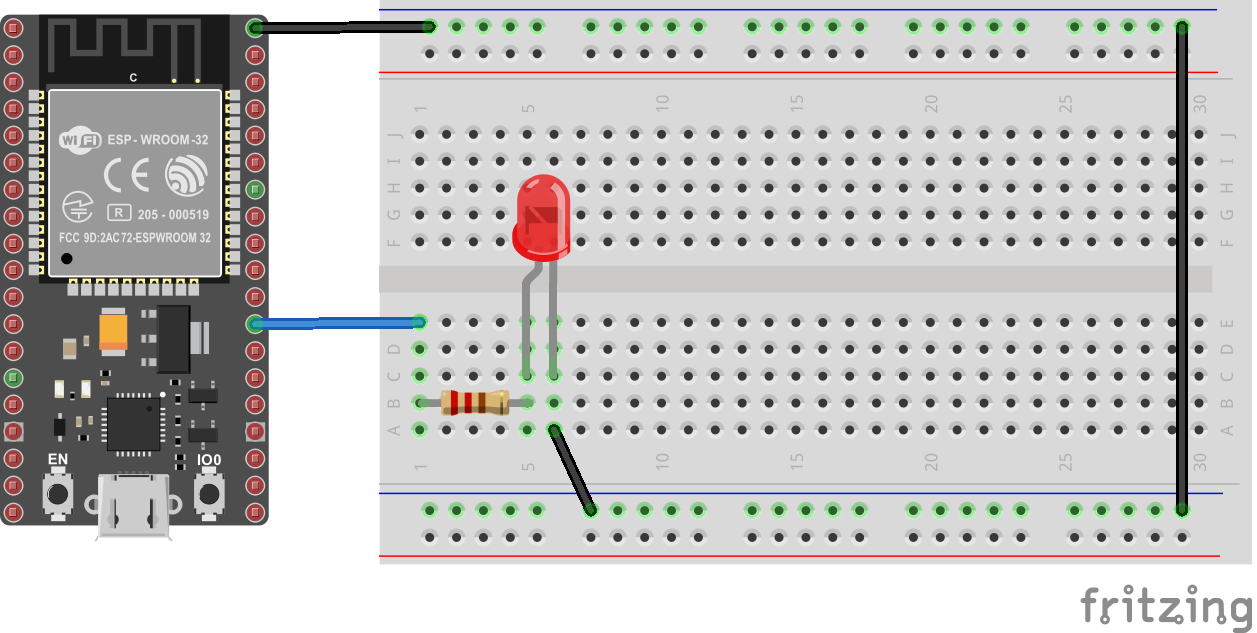 C
Wi Fi ESP-WROOM-32
CE
R 205-000519
FCC 9D:2AC72-ESPWROOM 32
EN
IO0
1 5 10 15 20 25 30
J J
I I
H H
G G
F F
E
D D
C C
B B
A A
1 5 10 15 20 25 30
fritzing